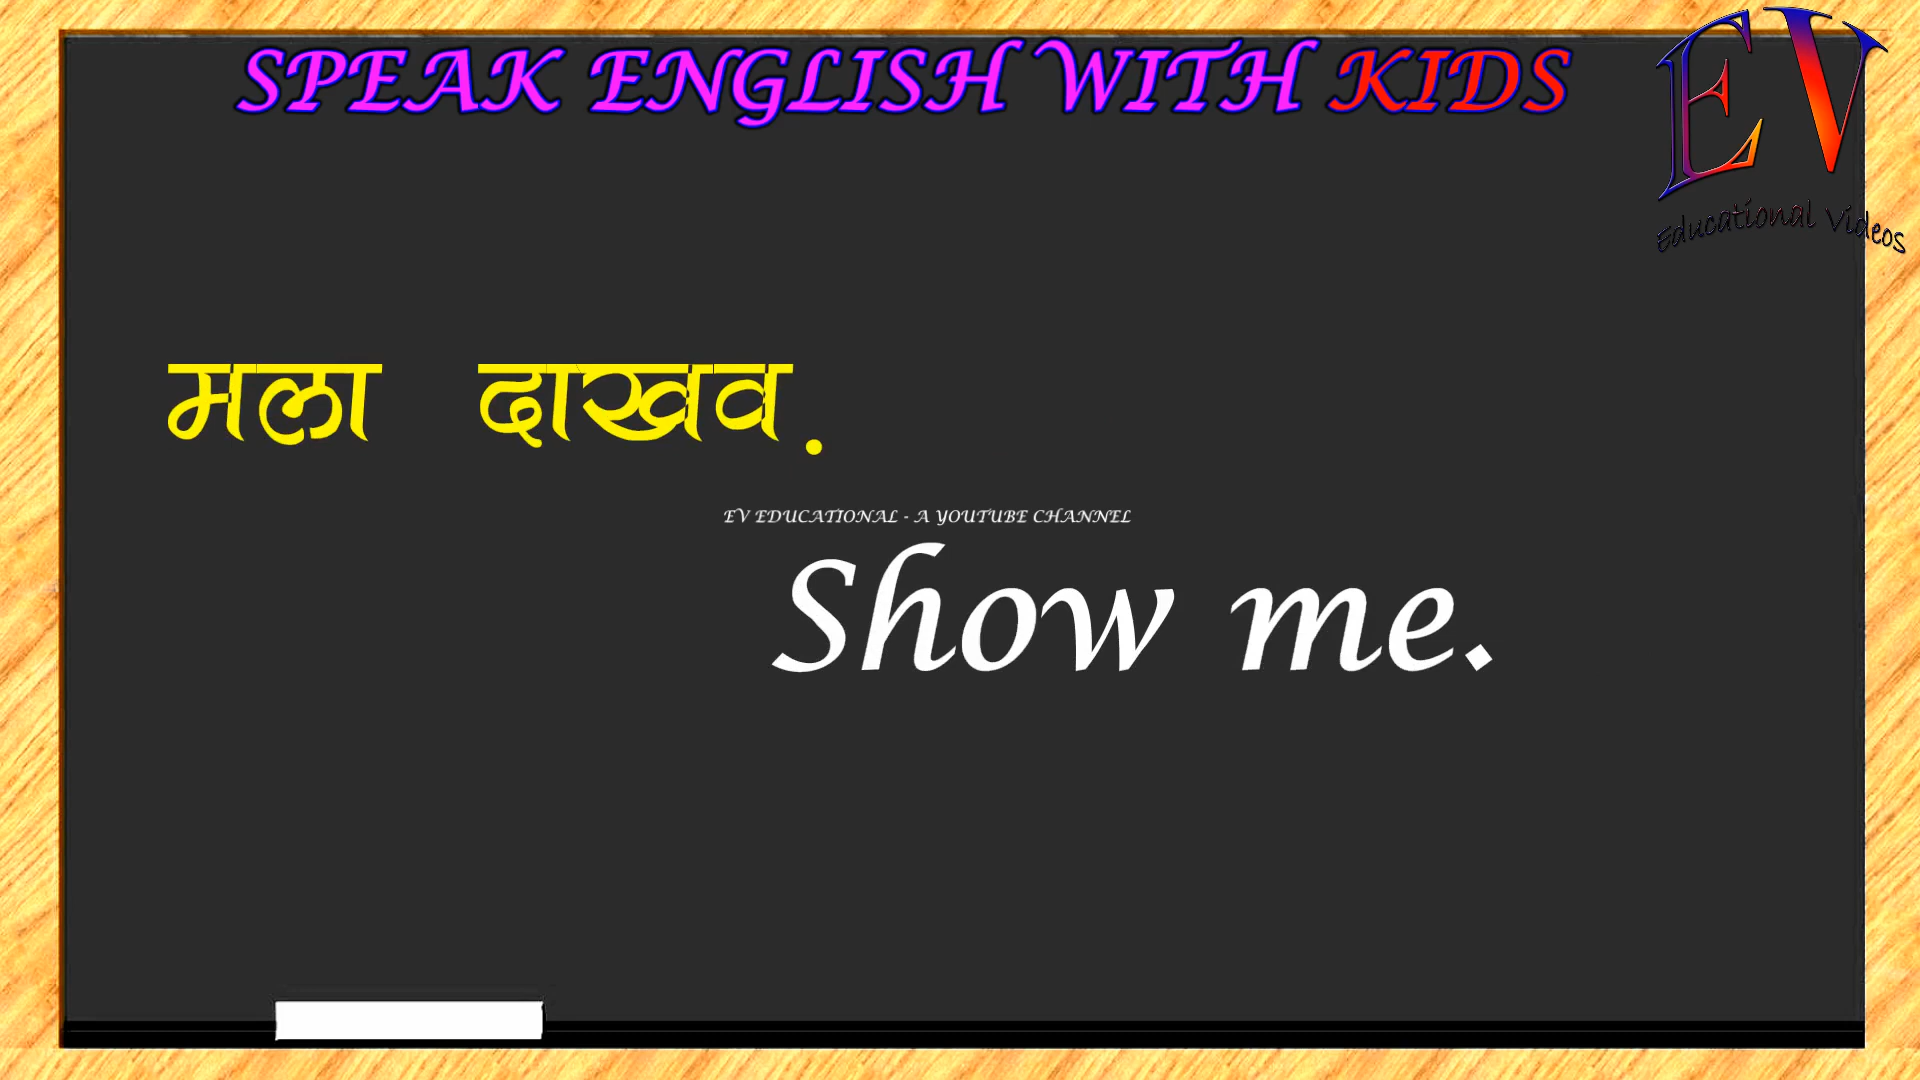 SPEAK ENGLISH WITH KIDS
EV
Educational Videos
मला दाखव.
EV EDUCATIONAL - A YOUTUBE CHANNEL
Show me.